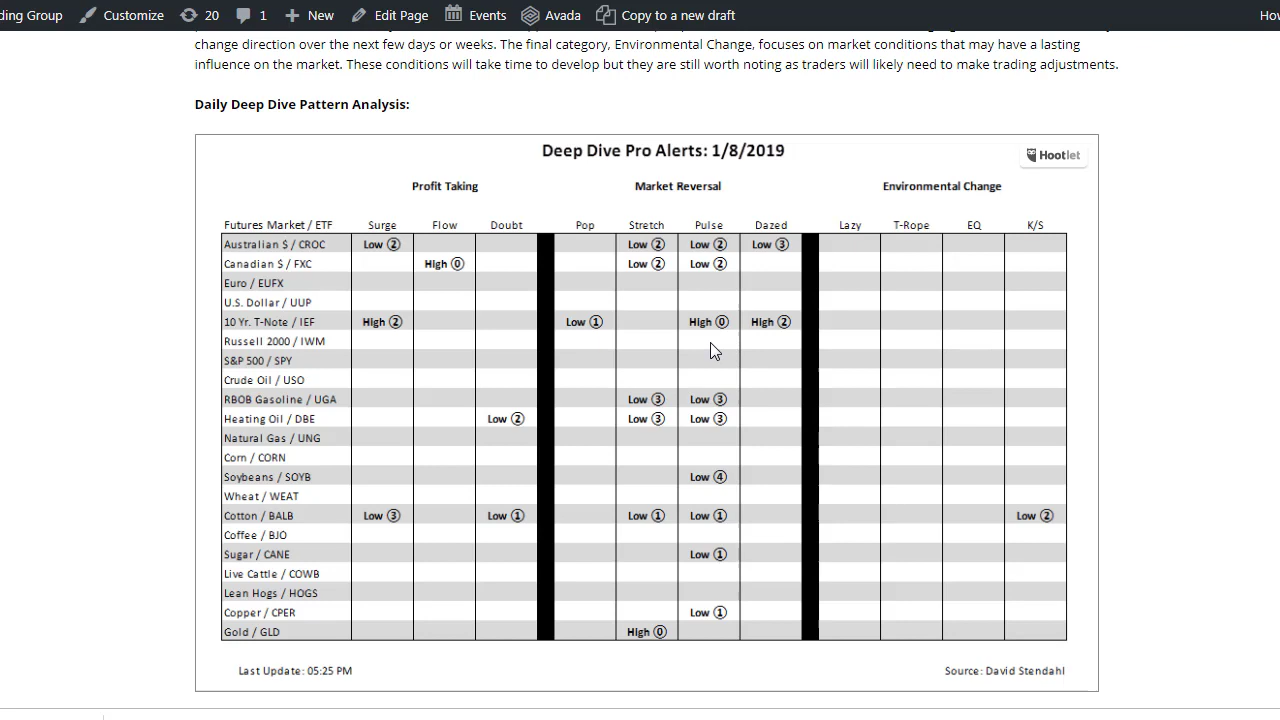 ding Group Customize 20 1 New Edit Page Events Avada Copy to a new draft How
change direction over the next few days or weeks. The final category, Environmental Change, focuses on market conditions that may have a lasting
influence on the market. These conditions will take time to develop but they are still worth noting as traders will likely need to make trading adjustments.
Daily Deep Dive Pattern Analysis:
Deep Dive Pro Alerts: 1/8/2019
Hootlet
Profit Taking Market Reversal Environmental Change
Futures Market / ETF Surge Flow Doubt Pop Stretch Pulse Dazed Lazy T-Rope EQ K/S
Australian $ / CROC Low ② Low ② Low ② Low ③
Canadian $ / FXC High ⓪ Low ② Low ②
Euro / EUFX
U.S. Dollar / UUP
10 Yr. T-Note / IEF High ② Low ① High ⓪ High ②
Russell 2000 / IWM
S&P 500 / SPY
Crude Oil / USO
RBOB Gasoline / UGA Low ③ Low ③
Heating Oil / DBE Low ② Low ③ Low ③
Natural Gas / UNG
Corn / CORN
Soybeans / SOYB Low ④
Wheat / WEAT
Cotton / BALB Low ③ Low ① Low ① Low ① Low ②
Coffee / BJO
Sugar / CANE Low ①
Live Cattle / COWB
Lean Hogs / HOGS
Copper / CPER Low ①
Gold / GLD High ⓪
Last Update: 05:25 PM Source: David Stendahl